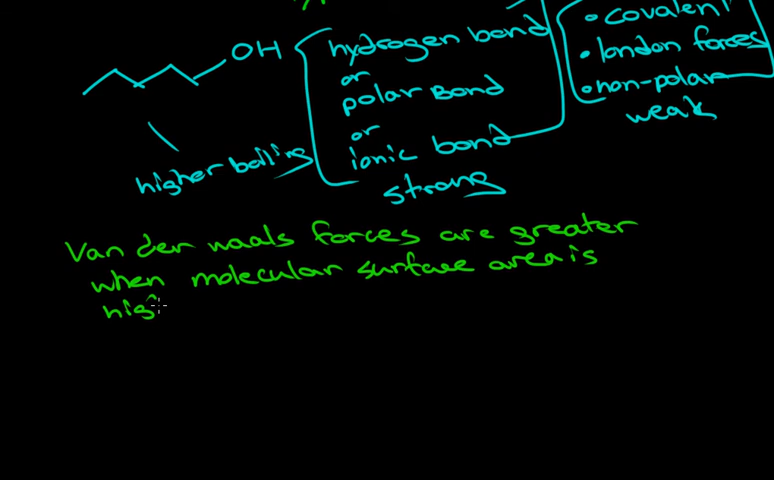 OH
hydrogen bond
or
polar Bond
or
ionic bond
strong
• covalent
• london forces
• non-polar
weak
higher boiling
Van der waals forces are greater
when molecular surface area is
hig